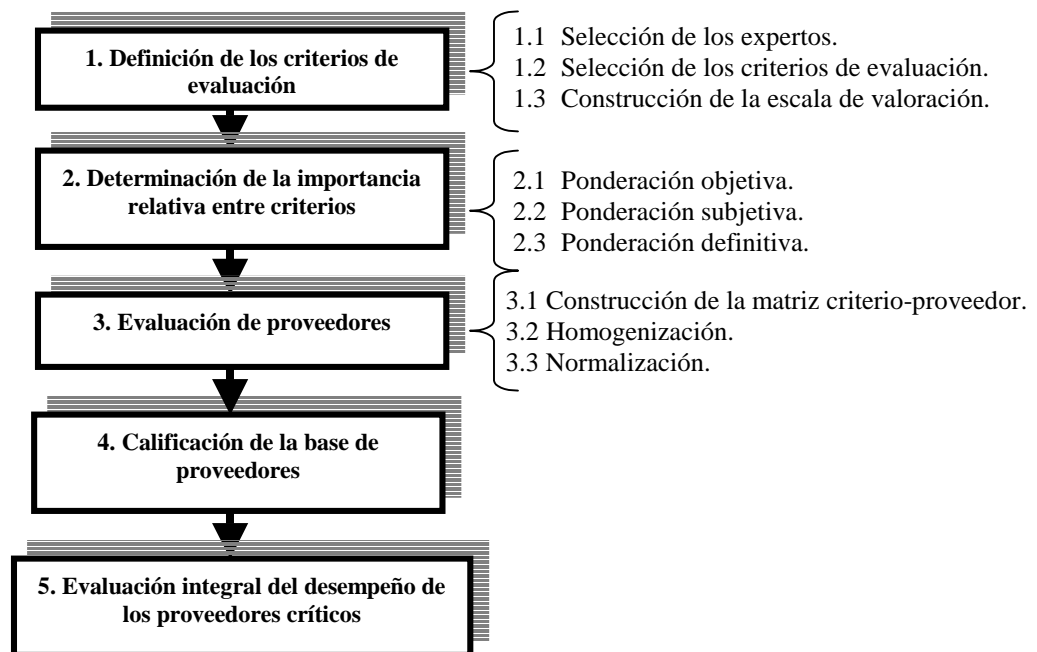 1. Definición de los criterios de
evaluación
1.1 Selección de los expertos.
1.2 Selección de los criterios de evaluación.
1.3 Construcción de la escala de valoración.
2. Determinación de la importancia
relativa entre criterios
2.1 Ponderación objetiva.
2.2 Ponderación subjetiva.
2.3 Ponderación definitiva.
3. Evaluación de proveedores
3.1 Construcción de la matriz criterio-proveedor.
3.2 Homogenización.
3.3 Normalización.
4. Calificación de la base de
proveedores
5. Evaluación integral del desempeño de
los proveedores críticos